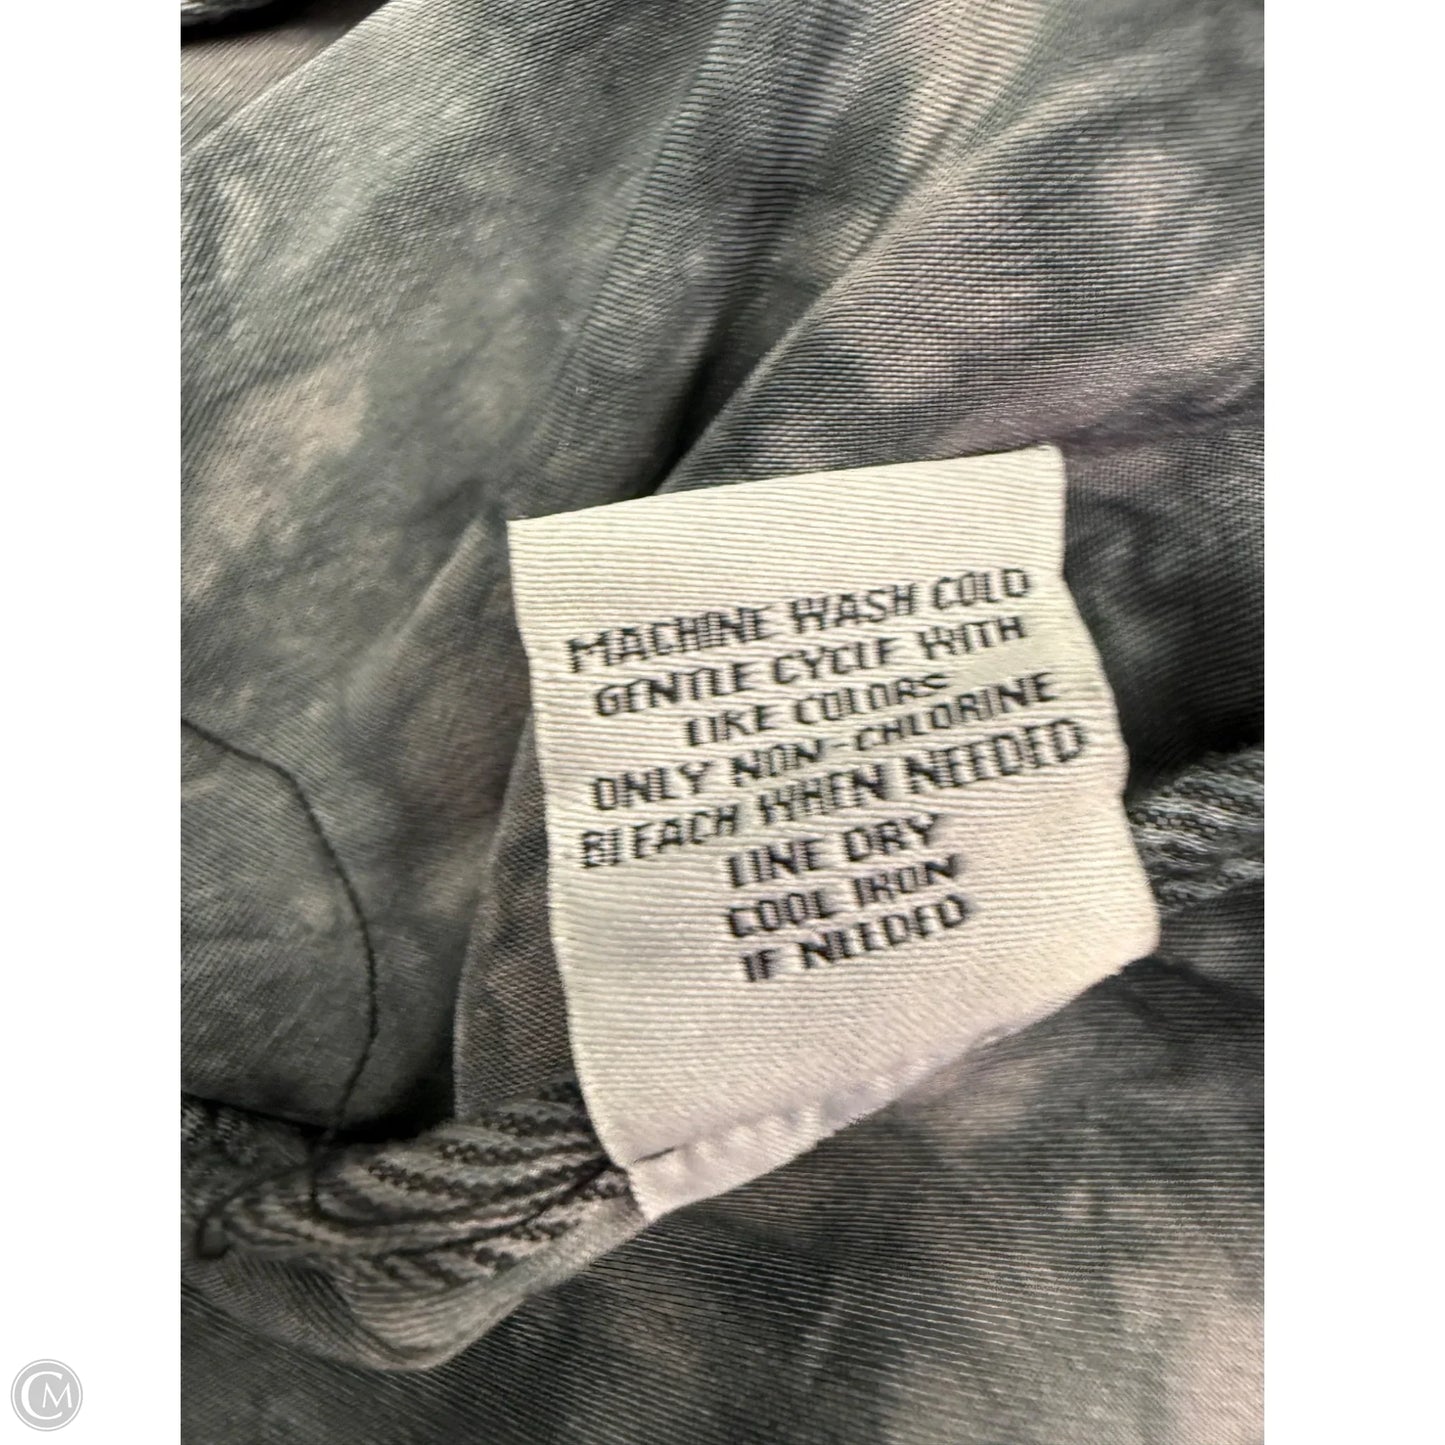 MACHINE WASH COLD
GENTLE CYCLE WITH
LIKE COLORS
ONLY NON-CHLORINE
BLEACH WHEN NEEDED
LINE DRY
COOL IRON
IF NEEDED
CM